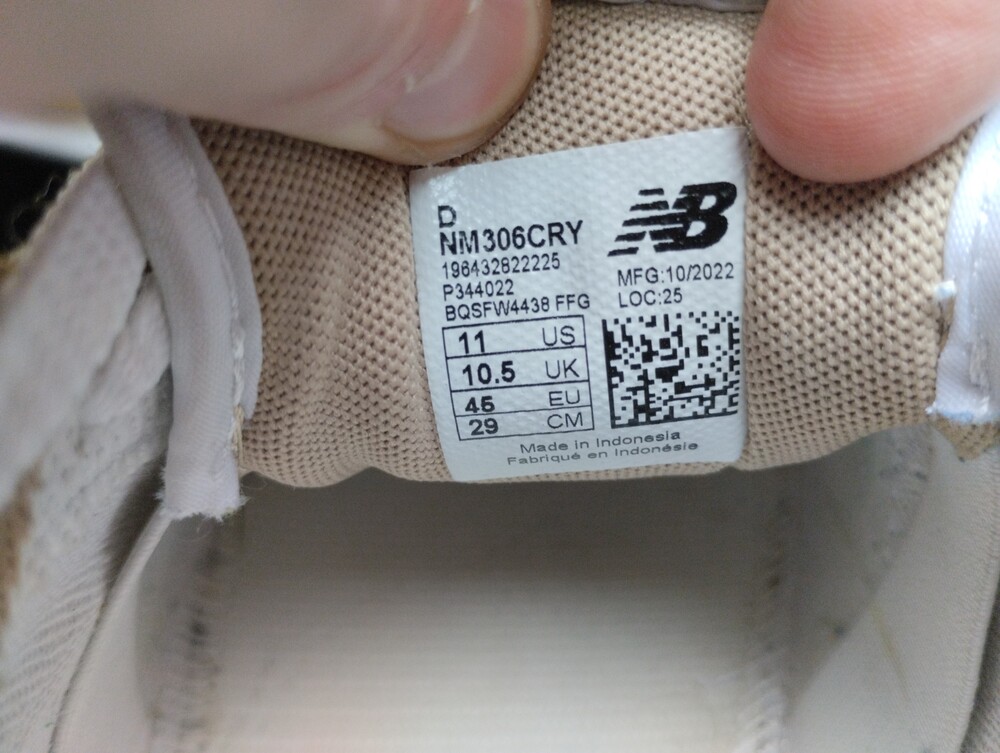 D
NM306CRY
196432822225
P344022
BQSFW4438 FFG
NB
MFG:10/2022
LOC:25
11 US
10.5 UK
45 EU
29 CM
Made in Indonesia
Fabriqué en Indonésie